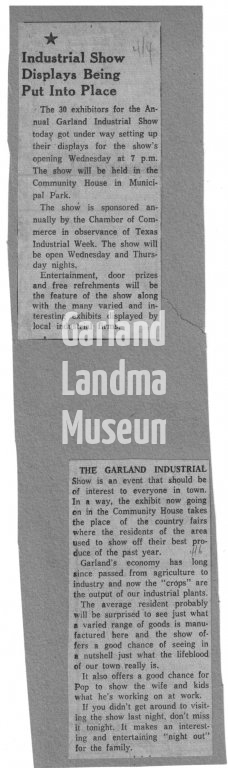 4/4
Industrial Show
Displays Being
Put Into Place
The 30 exhibitors for the An-
nual Garland Industrial Show
today got under way setting up
their displays for the show's
opening Wednesday at 7 p.m.
The show will be held in the
Community House in Munici-
pal Park.
The show is sponsored an-
nually by the Chamber of Com-
merce in observance of Texas
Industrial Week. The show will
be open Wednesday and Thurs-
day nights.
Entertainment, door prizes
and free refrehments will be
the feature of the show along
with the many varied and in-
teresting exhibits displayed by
local
Garland
Landma
Museun
THE GARLAND INDUSTRIAL
Show is an event that should be
of interest to everyone in town.
In a way, the exhibit now going
on in the Community House takes
the place of the country fairs
where the residents of the area
used to show off their best pro-
duce of the past year.
Garland's economy has long
since passed from agriculture to
industry and now the "crops" are
the output of our industrial plants.
The average resident probably
will be surprised to see just what
a varied range of goods is manu-
factured here and the show of-
fers a good chance of seeing in
a nutshell just what the lifeblood
of our town really is.
It also offers a good chance for
Pop to show the wife and kids
what he's working on at work.
If you didn't get around to visit-
ing the show last night, don't miss
it tonight. It makes an interest-
ing and entertaining "night out"
for the family.